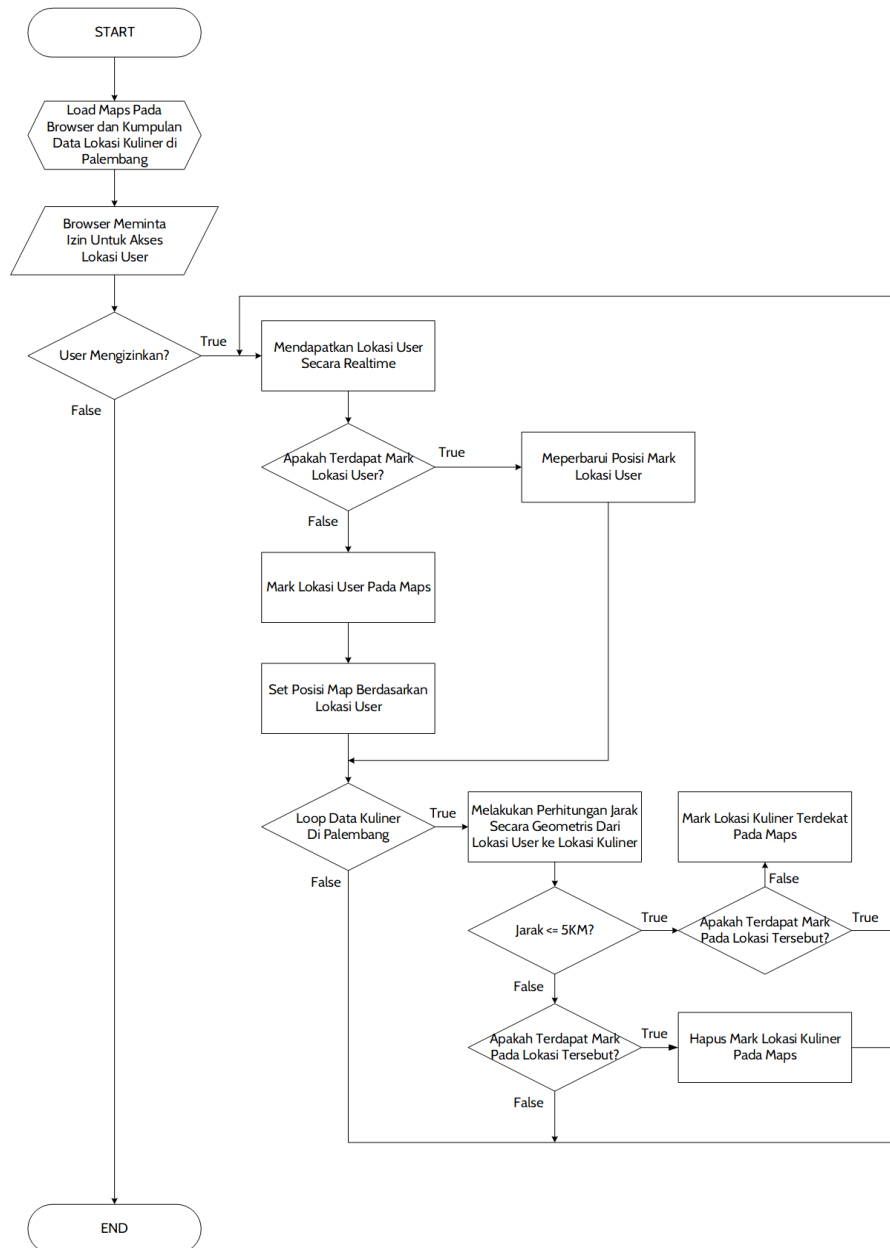 START
Load Maps Pada
Browser dan Kumpulan
Data Lokasi Kuliner di
Palembang
Browser Meminta
Izin Untuk Akses
Lokasi User
User Mengizinkan?
True
False
Mendapatkan Lokasi User
Secara Realtime
Apakah Terdapat Mark
Lokasi User?
True
False
Meperbarui Posisi Mark
Lokasi User
Mark Lokasi User Pada Maps
Set Posisi Map Berdasarkan
Lokasi User
Loop Data Kuliner
Di Palembang
True
False
Melakukan Perhitungan Jarak
Secara Geometris Dari
Lokasi User ke Lokasi Kuliner
Mark Lokasi Kuliner Terdekat
Pada Maps
False
Jarak <= 5KM?
True
False
Apakah Terdapat Mark
Pada Lokasi Tersebut?
True
Apakah Terdapat Mark
Pada Lokasi Tersebut?
True
False
Hapus Mark Lokasi Kuliner
Pada Maps
END